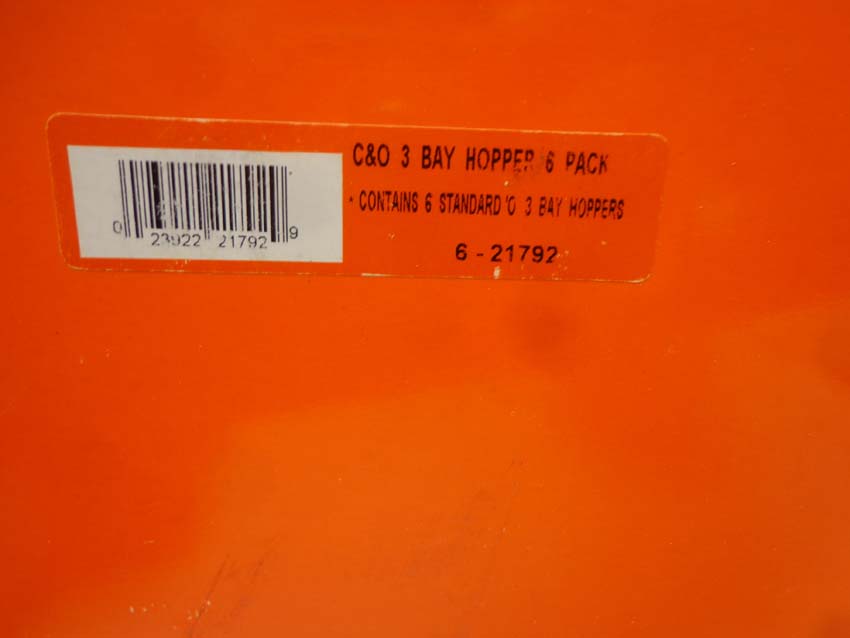 C&O 3 BAY HOPPER 6 PACK
* CONTAINS 6 STANDARD 'O 3 BAY HOPPERS
6 - 21792
0 23922 21792 9